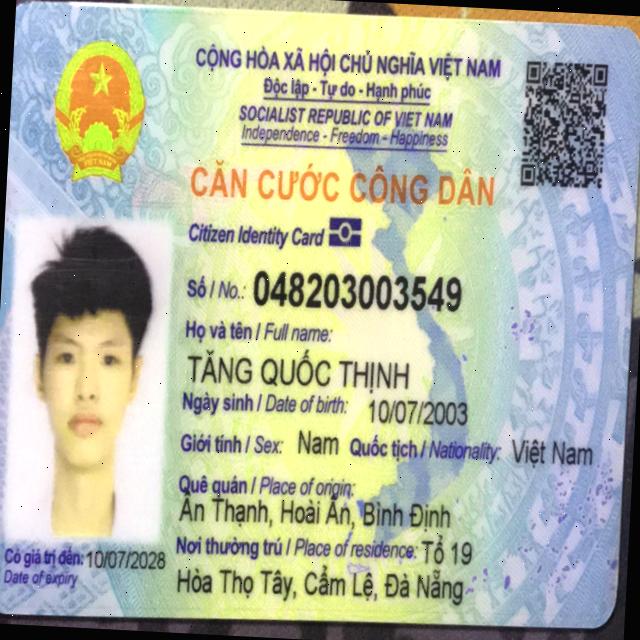 CỘNG HÒA XÃ HỘI CHỦ NGHĨA VIỆT NAM
Độc lập - Tự do - Hạnh phúc
SOCIALIST REPUBLIC OF VIET NAM
Independence - Freedom - Happiness
CĂN CƯỚC CÔNG DÂN
Citizen Identity Card
Số / No.: 048203003549
Họ và tên / Full name:
TĂNG QUỐC THỊNH
Ngày sinh / Date of birth: 10/07/2003
Giới tính / Sex: Nam Quốc tịch / Nationality: Việt Nam
Quê quán / Place of origin:
Ân Thạnh, Hoài Ân, Bình Định
Nơi thường trú / Place of residence: Tổ 19
Hòa Thọ Tây, Cẩm Lệ, Đà Nẵng
Có giá trị đến: 10/07/2028
Date of expiry
VIỆT NAM